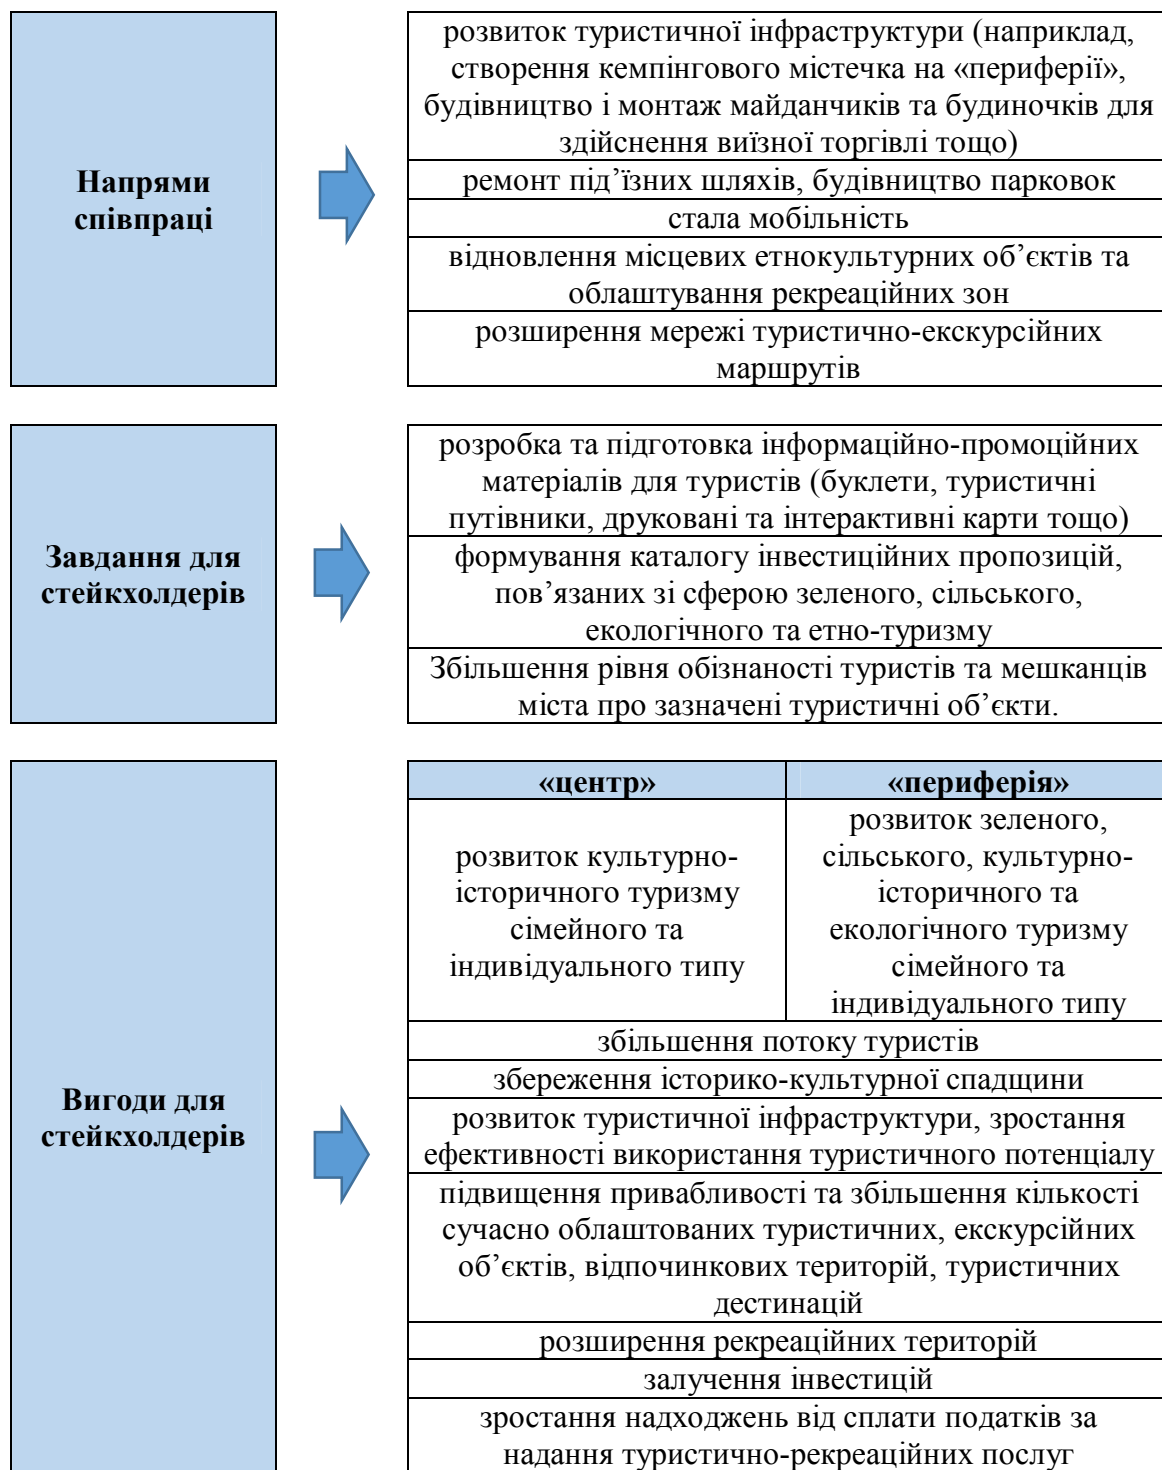 Напрями
співпраці
розвиток туристичної інфраструктури (наприклад,
створення кемпінгового містечка на «периферії»,
будівництво і монтаж майданчиків та будиночків для
здійснення виїзної торгівлі тощо)
ремонт під’їзних шляхів, будівництво парковок
стала мобільність
відновлення місцевих етнокультурних об’єктів та
облаштування рекреаційних зон
розширення мережі туристично-екскурсійних
маршрутів
Завдання для
стейкхолдерів
розробка та підготовка інформаційно-промоційних
матеріалів для туристів (буклети, туристичні
путівники, друковані та інтерактивні карти тощо)
формування каталогу інвестиційних пропозицій,
пов’язаних зі сферою зеленого, сільського,
екологічного та етно-туризму
Збільшення рівня обізнаності туристів та мешканців
міста про зазначені туристичні об’єкти.
Вигоди для
стейкхолдерів
«центр»
«периферія»
розвиток культурно-
історичного туризму
сімейного та
індивідуального типу
розвиток зеленого,
сільського, культурно-
історичного та
екологічного туризму
сімейного та
індивідуального типу
збільшення потоку туристів
збереження історико-культурної спадщини
розвиток туристичної інфраструктури, зростання
ефективності використання туристичного потенціалу
підвищення привабливості та збільшення кількості
сучасно облаштованих туристичних, екскурсійних
об’єктів, відпочинкових територій, туристичних
дестинацій
розширення рекреаційних територій
залучення інвестицій
зростання надходжень від сплати податків за
надання туристично-рекреаційних послуг